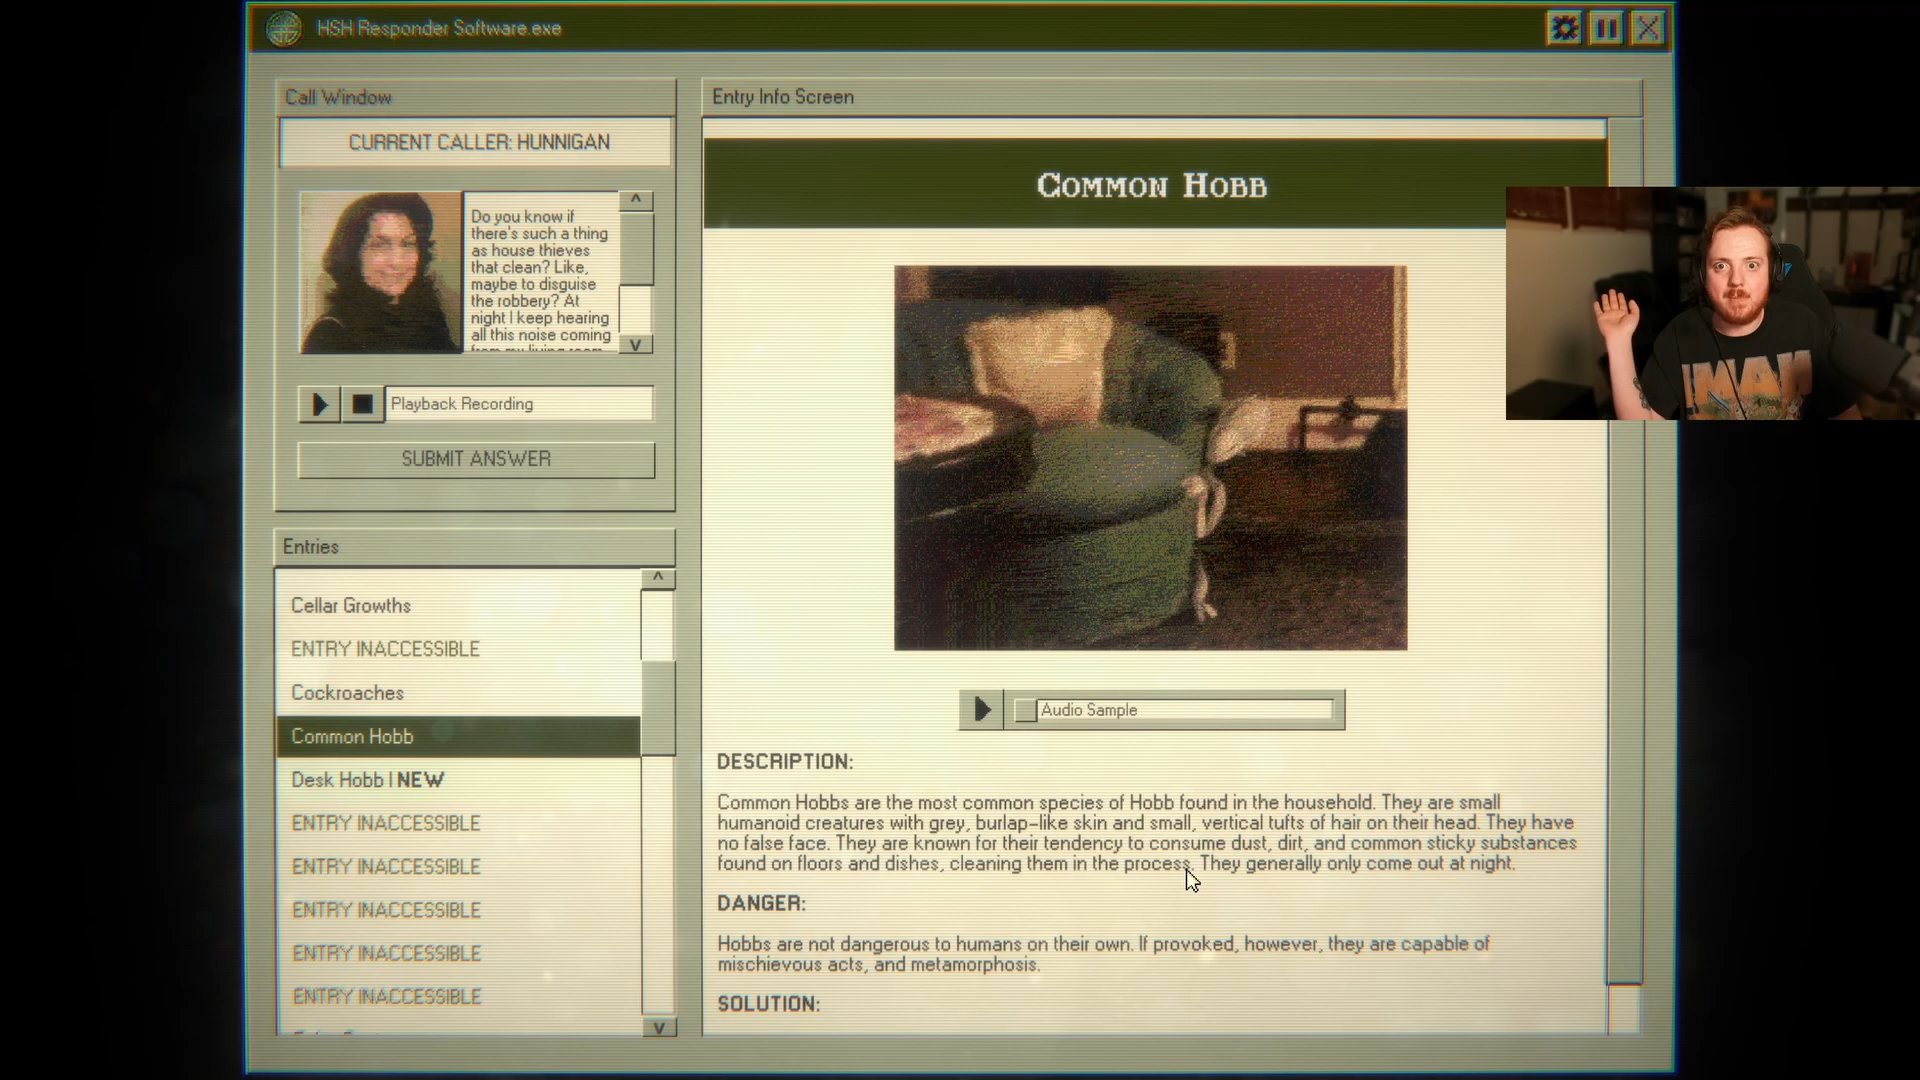 HSH Responder Software.exe
Call Window
CURRENT CALLER: HUNNIGAN
Do you know if
there's such a thing
as house thieves
that clean? Like,
maybe to disguise
the robbery? At
night I keep hearing
all this noise coming
from my living room
Playback Recording
SUBMIT ANSWER
Entries
Cellar Growths
ENTRY INACCESSIBLE
Cockroaches
Common Hobb
Desk Hobb | NEW
ENTRY INACCESSIBLE
ENTRY INACCESSIBLE
ENTRY INACCESSIBLE
ENTRY INACCESSIBLE
ENTRY INACCESSIBLE
Entry Info Screen
COMMON HOBB
Audio Sample
DESCRIPTION:
Common Hobbs are the most common species of Hobb found in the household. They are small
humanoid creatures with grey, burlap-like skin and small, vertical tufts of hair on their head. They have
no false face. They are known for their tendency to consume dust, dirt, and common sticky substances
found on floors and dishes, cleaning them in the process. They generally only come out at night.
DANGER:
Hobbs are not dangerous to humans on their own. If provoked, however, they are capable of
mischievous acts, and metamorphosis.
SOLUTION: